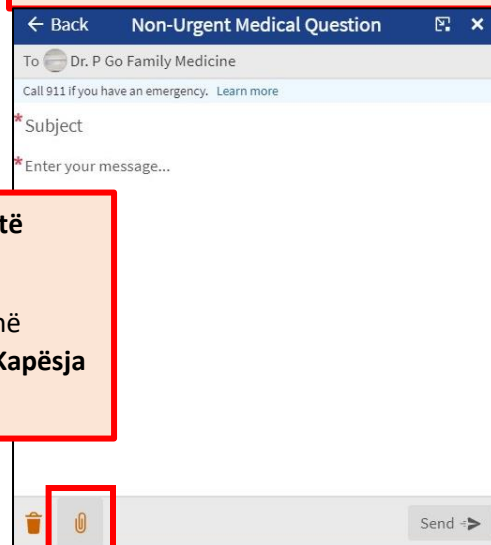 ← Back Non-Urgent Medical Question
To Dr. P Go Family Medicine
Call 911 if you have an emergency. Learn more
*Subject
*Enter your message...
të
në
Kapësja
Send